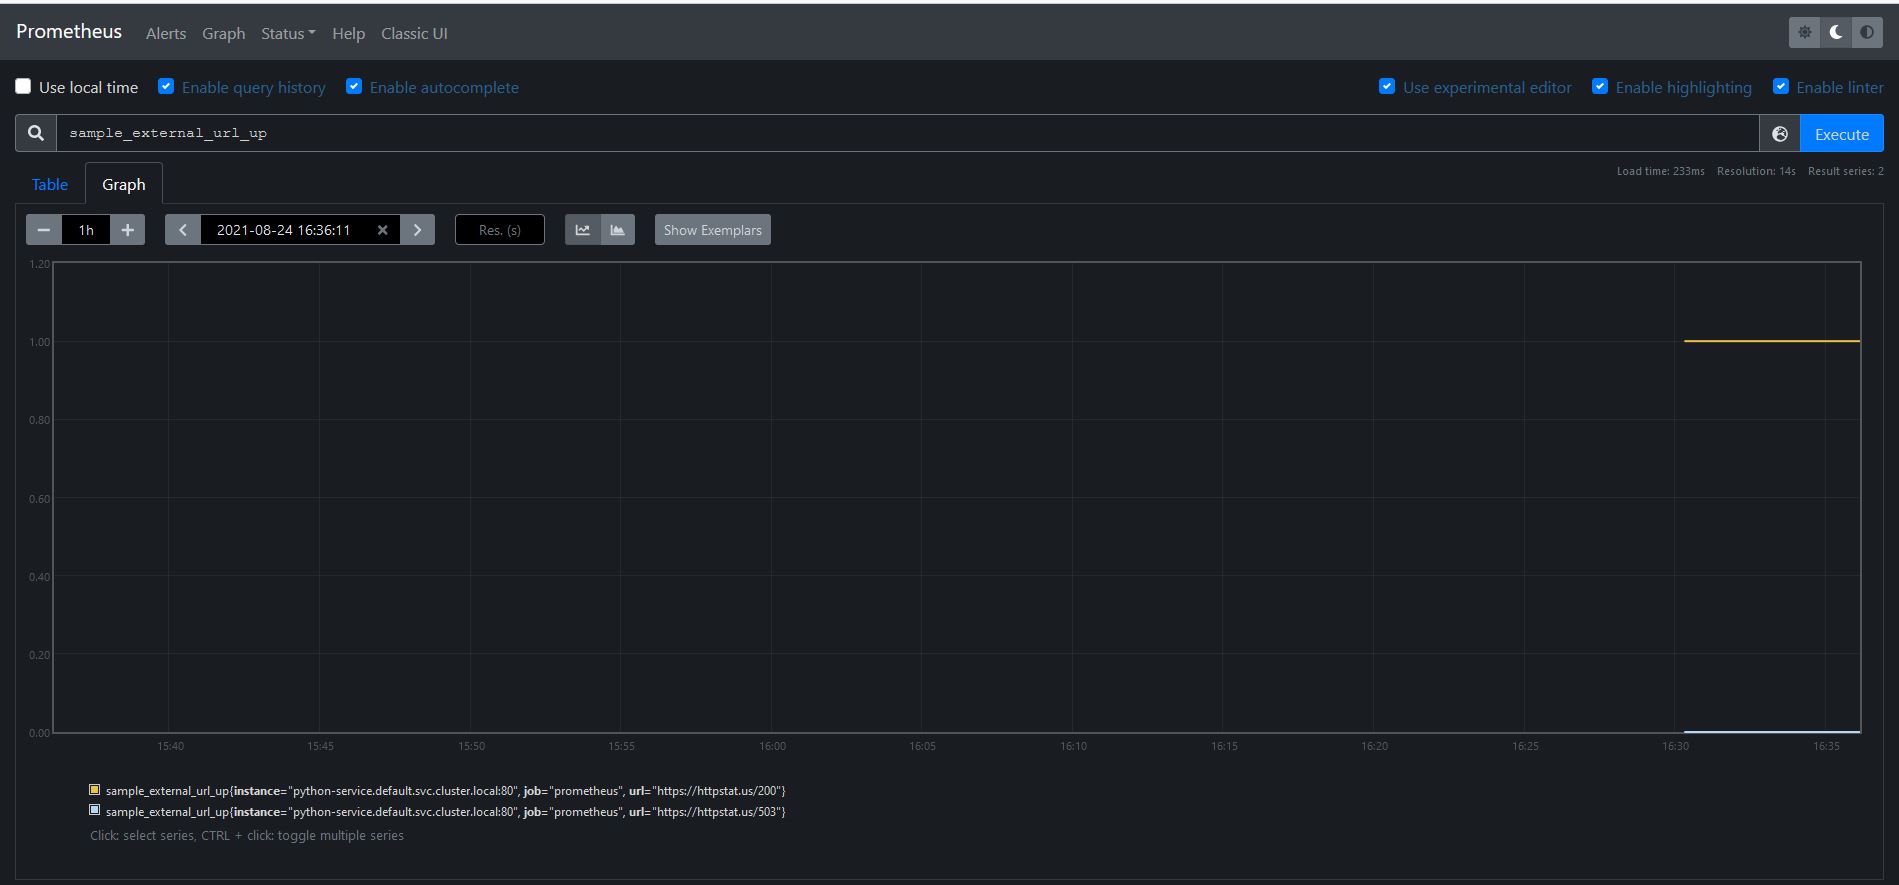 Prometheus Alerts Graph Status Help Classic UI
Use local time Enable query history Enable autocomplete Use experimental editor Enable highlighting Enable linter
sample_external_url_up Execute
Load time: 233ms Resolution: 14s Result series: 2
Table Graph
1h 2021-08-24 16:36:11 Res. (s) Show Exemplars
1.20
1.00
0.80
0.60
0.40
0.20
0.00
15:40 15:45 15:50 15:55 16:00 16:05 16:10 16:15 16:20 16:25 16:30 16:35
sample_external_url_up{instance="python-service.default.svc.cluster.local:80", job="prometheus", url="https://httpstat.us/200"}
sample_external_url_up{instance="python-service.default.svc.cluster.local:80", job="prometheus", url="https://httpstat.us/503"}
Click: select series, CTRL + click: toggle multiple series